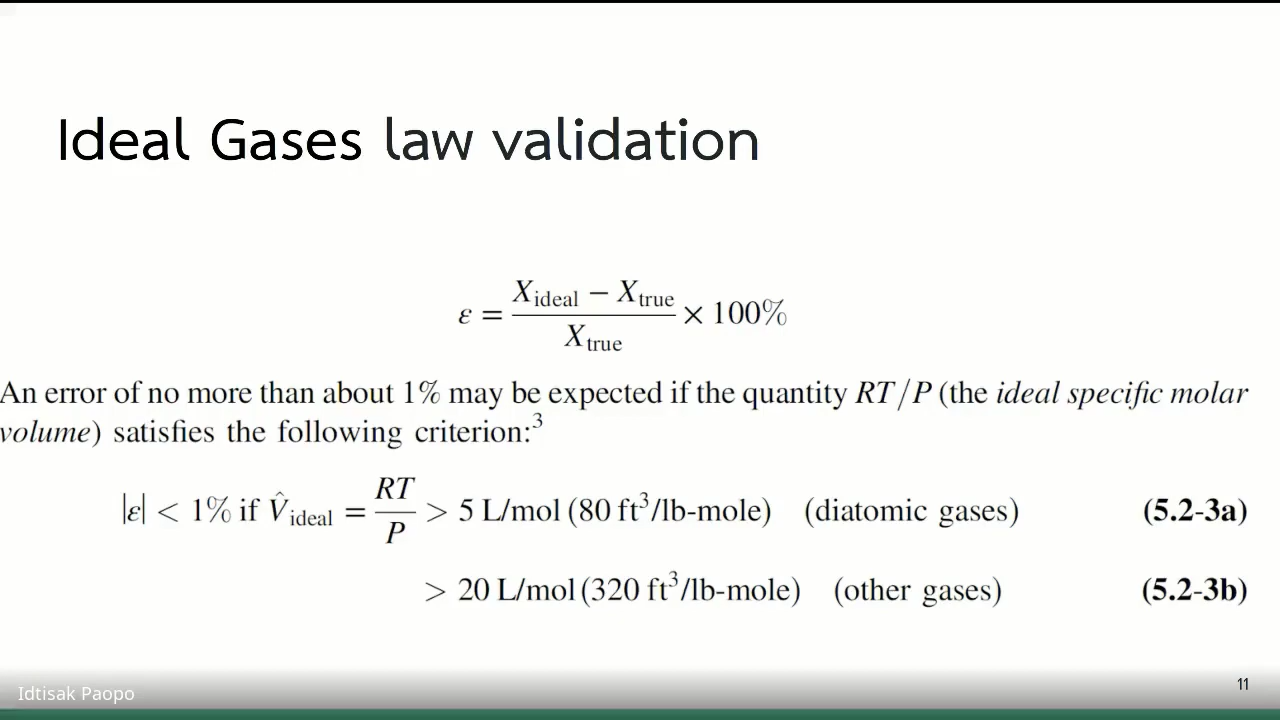 Ideal Gases law validation
ε = (X_ideal − X_true) / X_true × 100%
An error of no more than about 1% may be expected if the quantity RT/P (the ideal specific molar
volume) satisfies the following criterion:³
|ε| < 1% if V̂_ideal = RT/P > 5 L/mol (80 ft³/lb-mole) (diatomic gases) (5.2-3a)
> 20 L/mol (320 ft³/lb-mole) (other gases) (5.2-3b)
Idtisak Paopo
11